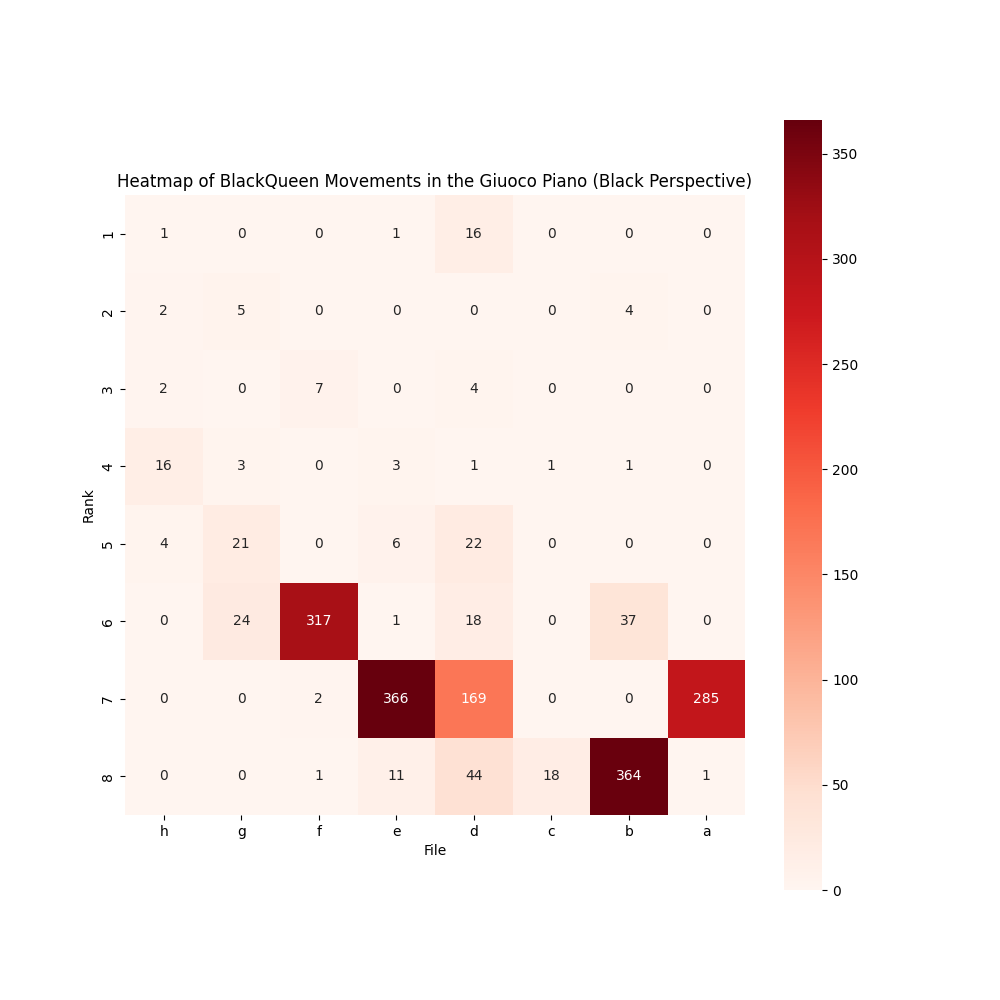 Heatmap of BlackQueen Movements in the Giuoco Piano (Black Perspective)
1 1 0 0 1 16 0 0 0
2 2 5 0 0 0 0 4 0
3 2 0 7 0 4 0 0 0
4 16 3 0 3 1 1 1 0
5 4 21 0 6 22 0 0 0
6 0 24 317 1 18 0 37 0
7 0 0 2 366 169 0 0 285
8 0 0 1 11 44 18 364 1
h g f e d c b a
File
Rank
350
300
250
200
150
100
50
0